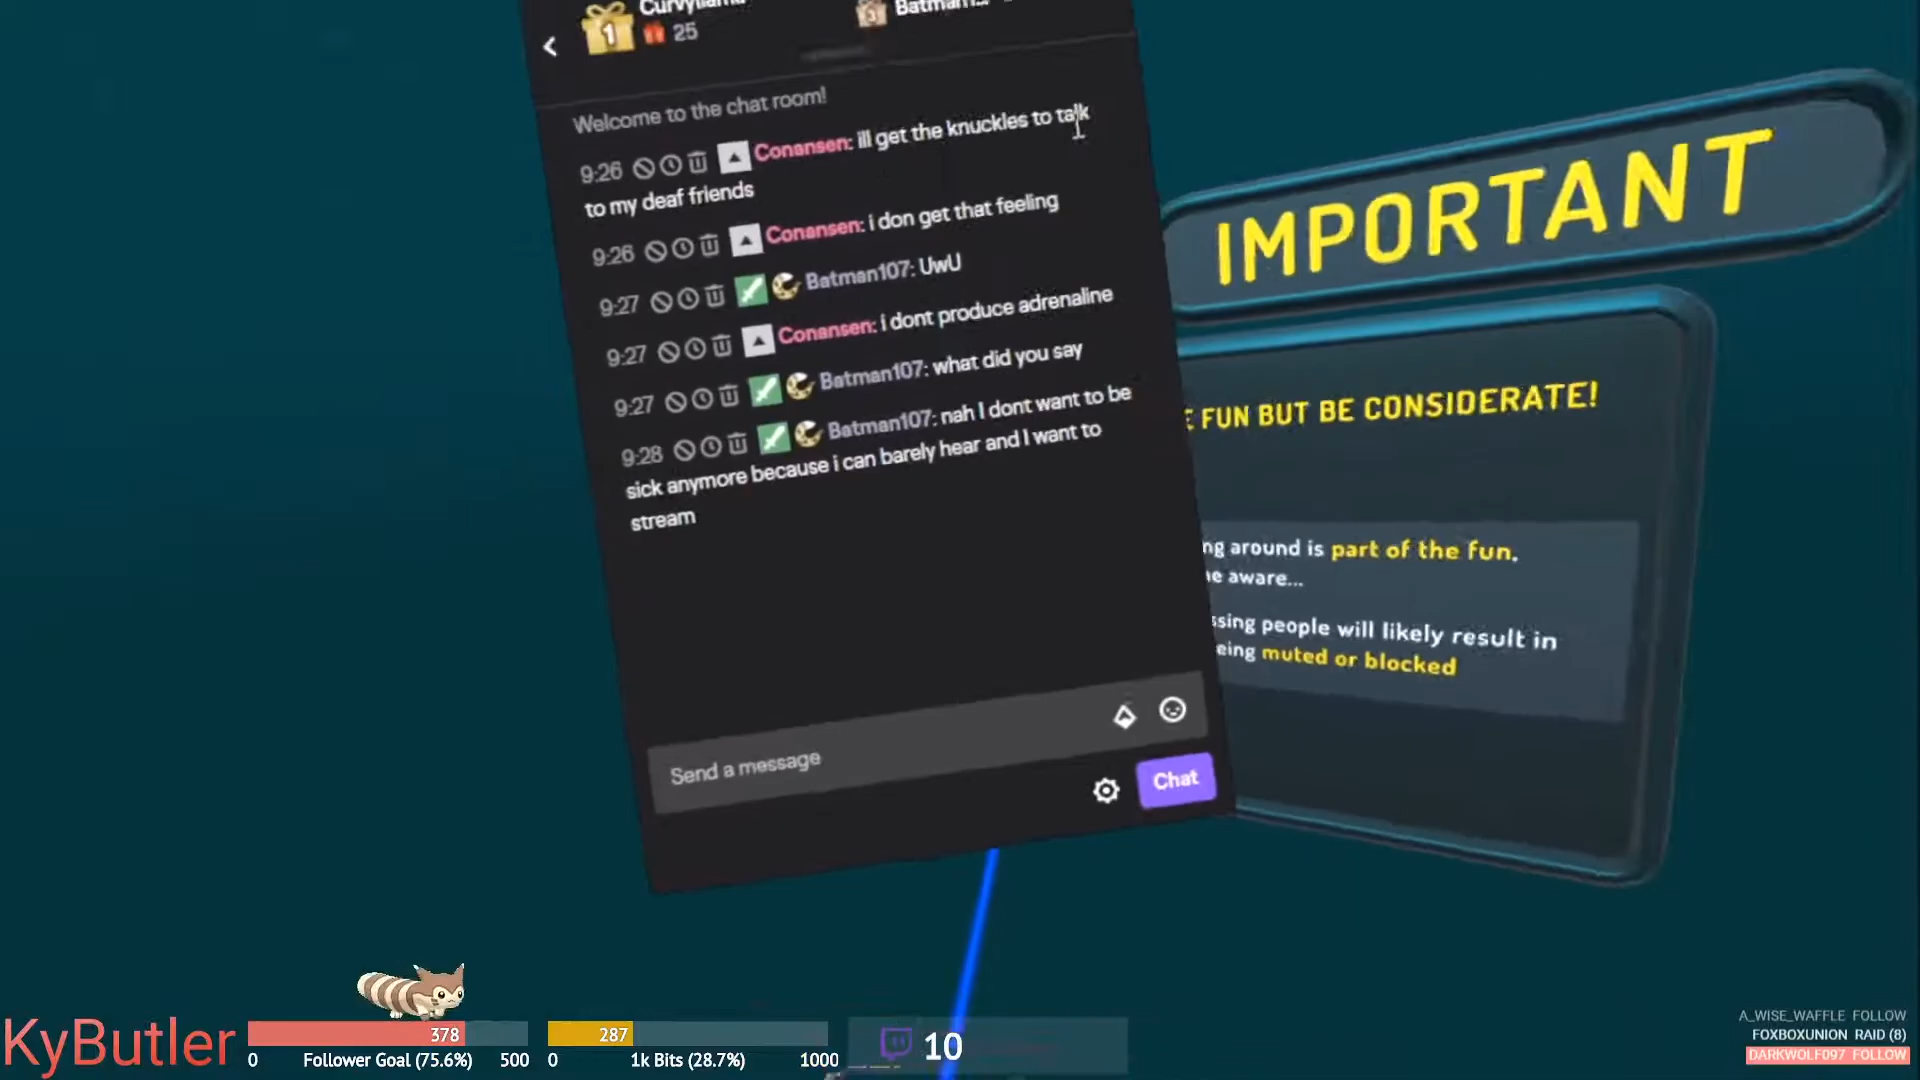 1
25
3
Welcome to the chat room!
9:26 Conansen: ill get the knuckles to talk
to my deaf friends
9:26 Conansen: i don get that feeling
9:27 Batman107: UwU
9:27 Conansen: i dont produce adrenaline
9:27 Batman107: what did you say
9:28 Batman107: nah I dont want to be
sick anymore because i can barely hear and I want to
stream
Send a message
Chat
IMPORTANT
FUN BUT BE CONSIDERATE!
ng around is part of the fun.
aware...
ssing people will likely result in
eing muted or blocked
KyButler
378
0 Follower Goal (75.6%) 500
287
0 1k Bits (28.7%) 1000
10
A_WISE_WAFFLE FOLLOW
FOXBOXUNION RAID (8)
DARKWOLF097 FOLLOW